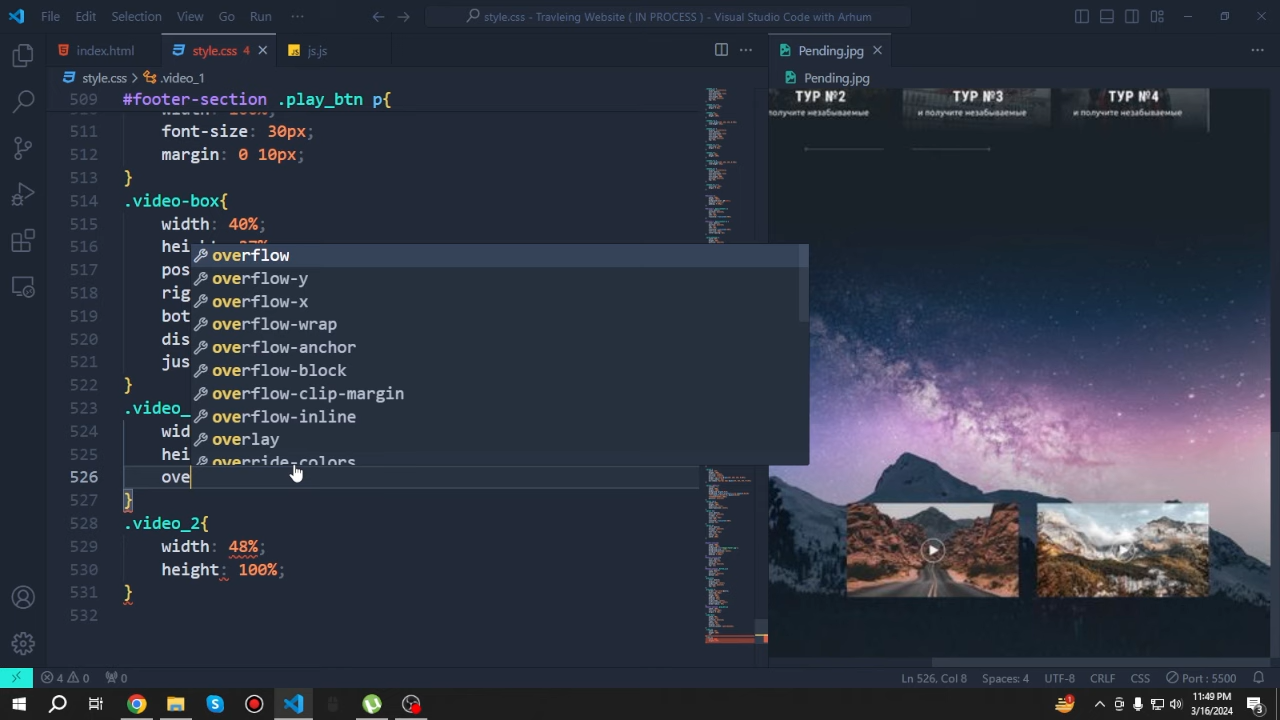 File Edit Selection View Go Run ··· style.css - Travleing Website ( IN PROCESS ) - Visual Studio Code with Arhum
index.html style.css 4 js.js
style.css > .video_1
509 #footer-section .play_btn p{
width: 100%;
511 font-size: 30px;
512 margin: 0 10px;
513 }
514 .video-box{
515 width: 40%;
516 hei
517 pos
518 rig
519 bot
520 dis
521 jus
522 }
523 .video_
524 wid
525 hei
526 ove
527 }
528 .video_2{
529 width: 48%;
530 height: 100%;
531 }
532
overflow
overflow-y
overflow-x
overflow-wrap
overflow-anchor
overflow-block
overflow-clip-margin
overflow-inline
overlay
override-colors
Pending.jpg
Pending.jpg
ТУР №2 ТУР №3 ТУР №4
получите незабываемые и получите незабываемые и получите незабываемые
4 0 0 Ln 526, Col 8 Spaces: 4 UTF-8 CRLF CSS Port : 5500
11:49 PM
3/16/2024